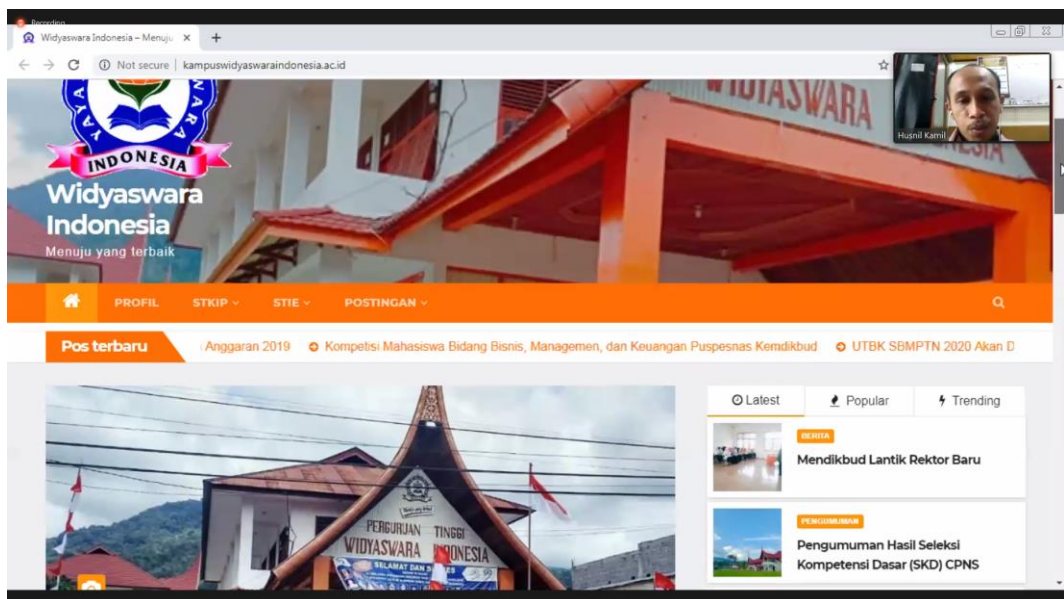 Recording
Widyaswara Indonesia – Menuju
Not secure | kampuswidyaswaraindonesia.ac.id
Husnil Kamil
WIDYASWARA
INDONESIA
Widyaswara
Indonesia
Menuju yang terbaik
PROFIL STKIP STIE POSTINGAN
Pos terbaru Anggaran 2019 Kompetisi Mahasiswa Bidang Bisnis, Managemen, dan Keuangan Puspesnas Kemdikbud UTBK SBMPTN 2020 Akan D
Latest Popular Trending
BERITA
Mendikbud Lantik Rektor Baru
PENGUMUMAN
Pengumuman Hasil Seleksi
Kompetensi Dasar (SKD) CPNS
PERGURUAN TINGGI
WIDYASWARA INDONESIA
SELAMAT DAN SUKSES